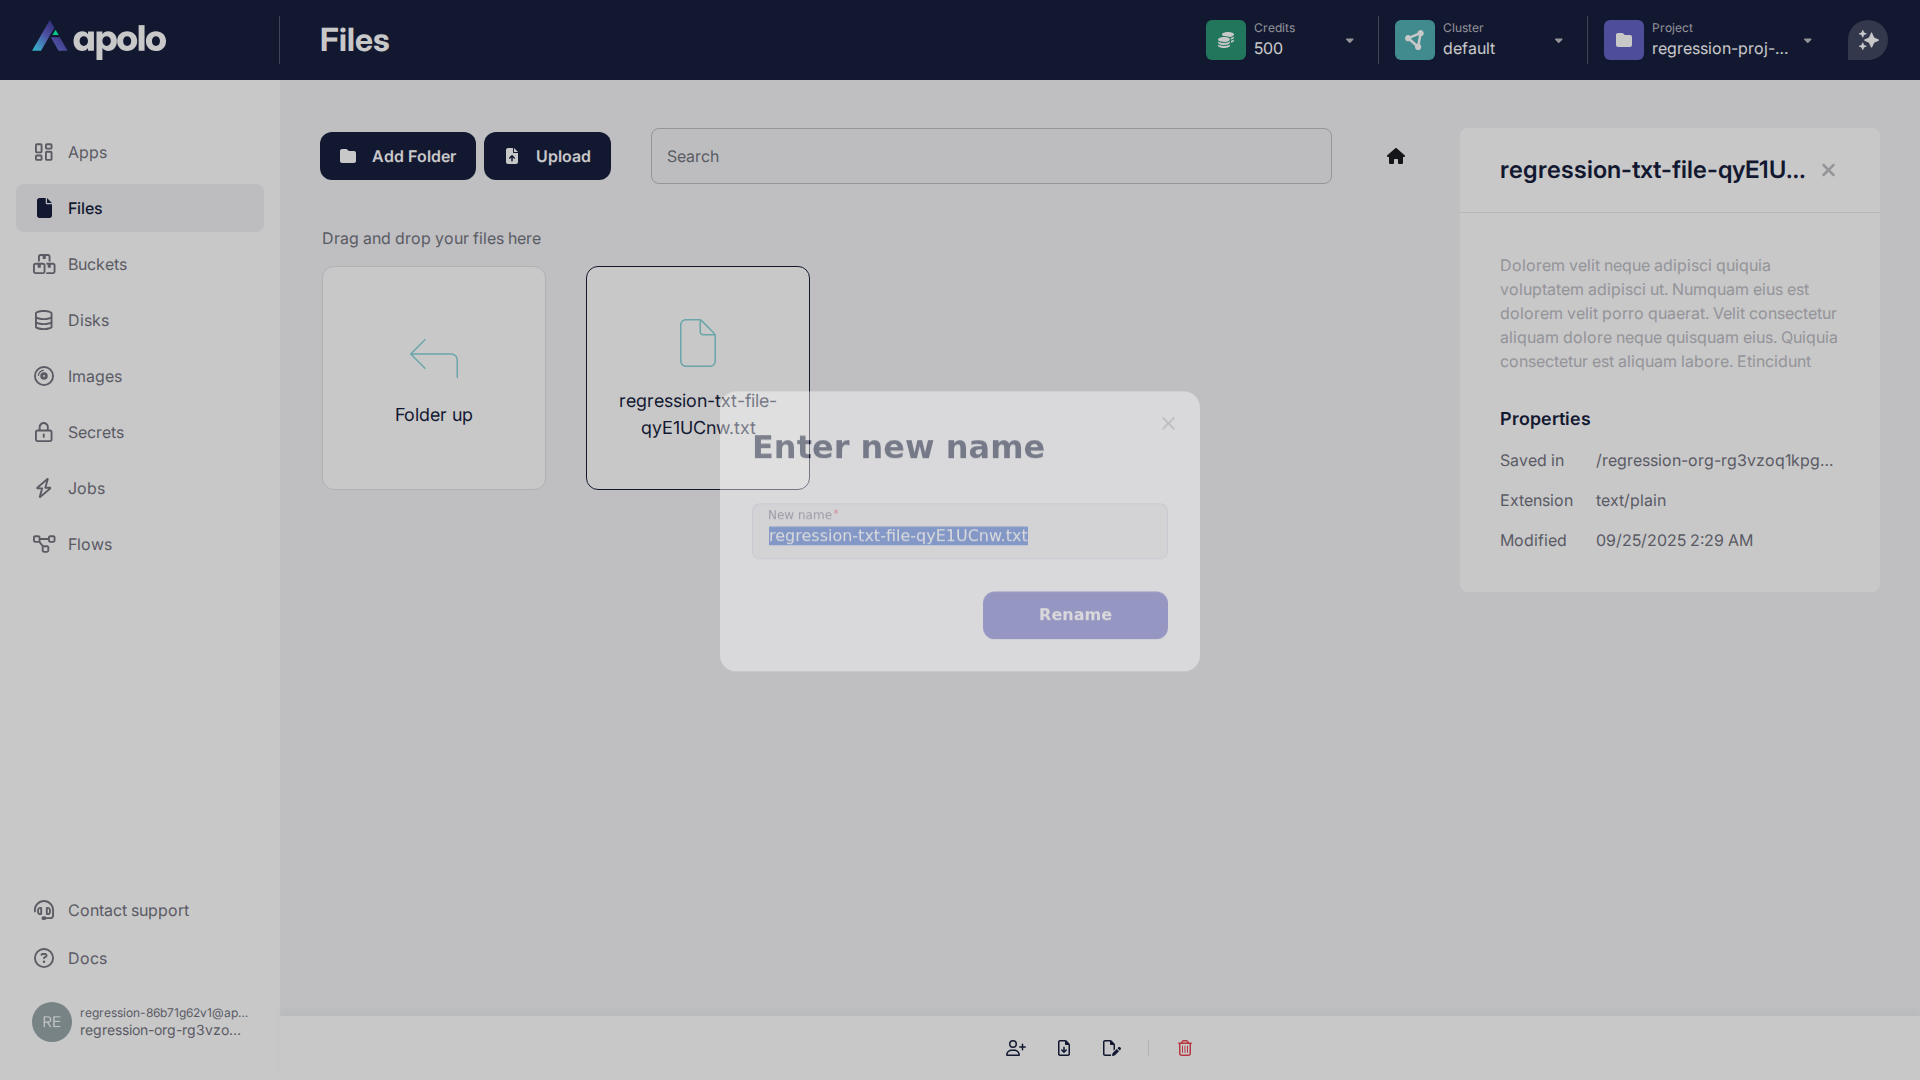 apolo
Files
Credits
500
Cluster
default
Project
regression-proj-...
Apps
Files
Buckets
Disks
Images
Secrets
Jobs
Flows
Contact support
Docs
RE
regression-86b71g62v1@ap...
regression-org-rg3vzo...
Add Folder
Upload
Search
Drag and drop your files here
Folder up
regression-txt-file-
qyE1UCnw.txt
Enter new name
New name*
regression-txt-file-qyE1UCnw.txt
Rename
regression-txt-file-qyE1U...
Dolorem velit neque adipisci quiquia
voluptatem adipisci ut. Numquam eius est
dolorem velit porro quaerat. Velit consectetur
aliquam dolore neque quisquam eius. Quiquia
consectetur est aliquam labore. Etincidunt
Properties
Saved in /regression-org-rg3vzoq1kpg...
Extension text/plain
Modified 09/25/2025 2:29 AM